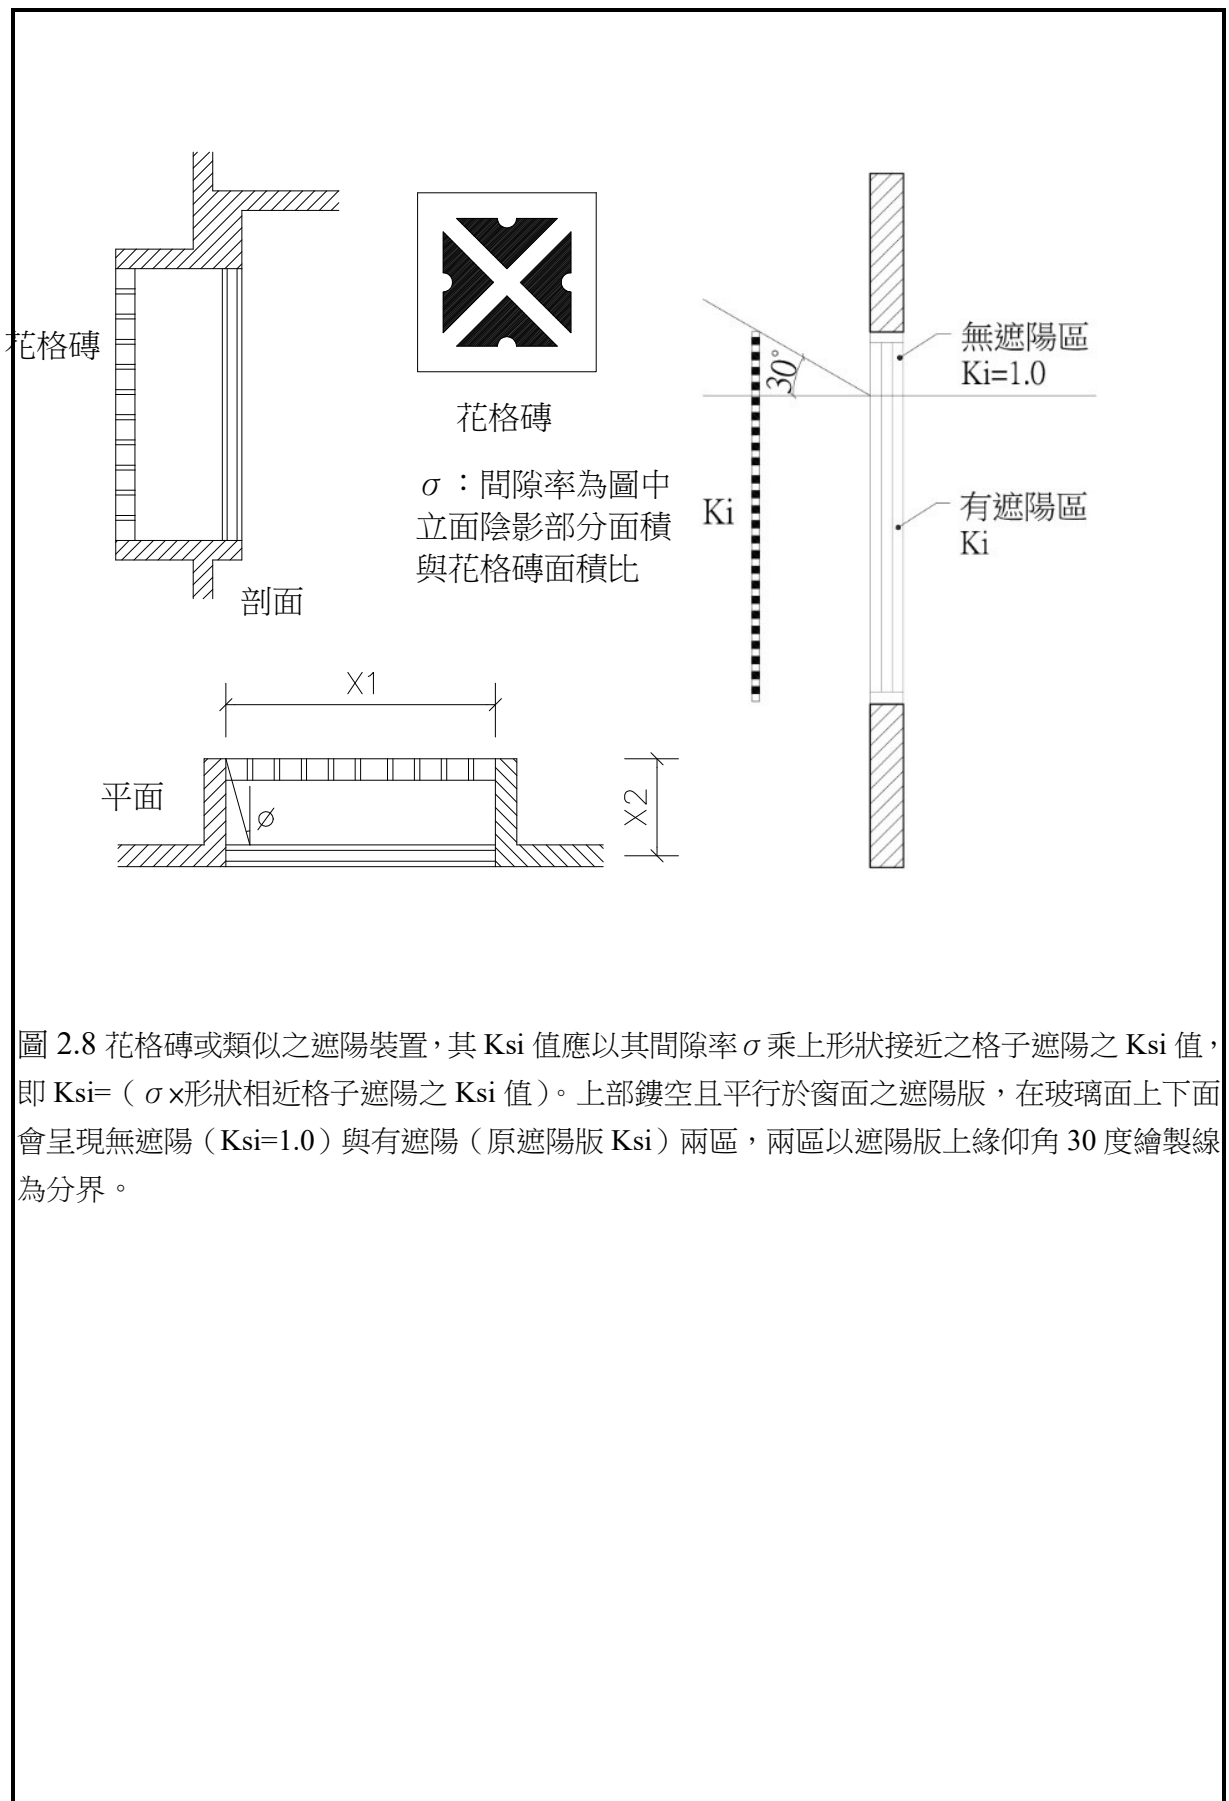 花格磚
剖面
花格磚
σ：間隙率為圖中
立面陰影部分面積
與花格磚面積比
30°
Ki
無遮陽區
Ki=1.0
有遮陽區
Ki
X1
平面
ø
X2
圖 2.8 花格磚或類似之遮陽裝置，其 Ksi 值應以其間隙率σ乘上形狀接近之格子遮陽之 Ksi 值，
即 Ksi=（σ×形狀相近格子遮陽之 Ksi 值）。上部鏤空且平行於窗面之遮陽版，在玻璃面上下面
會呈現無遮陽（Ksi=1.0）與有遮陽（原遮陽版 Ksi）兩區，兩區以遮陽版上緣仰角 30 度繪製線
為分界。